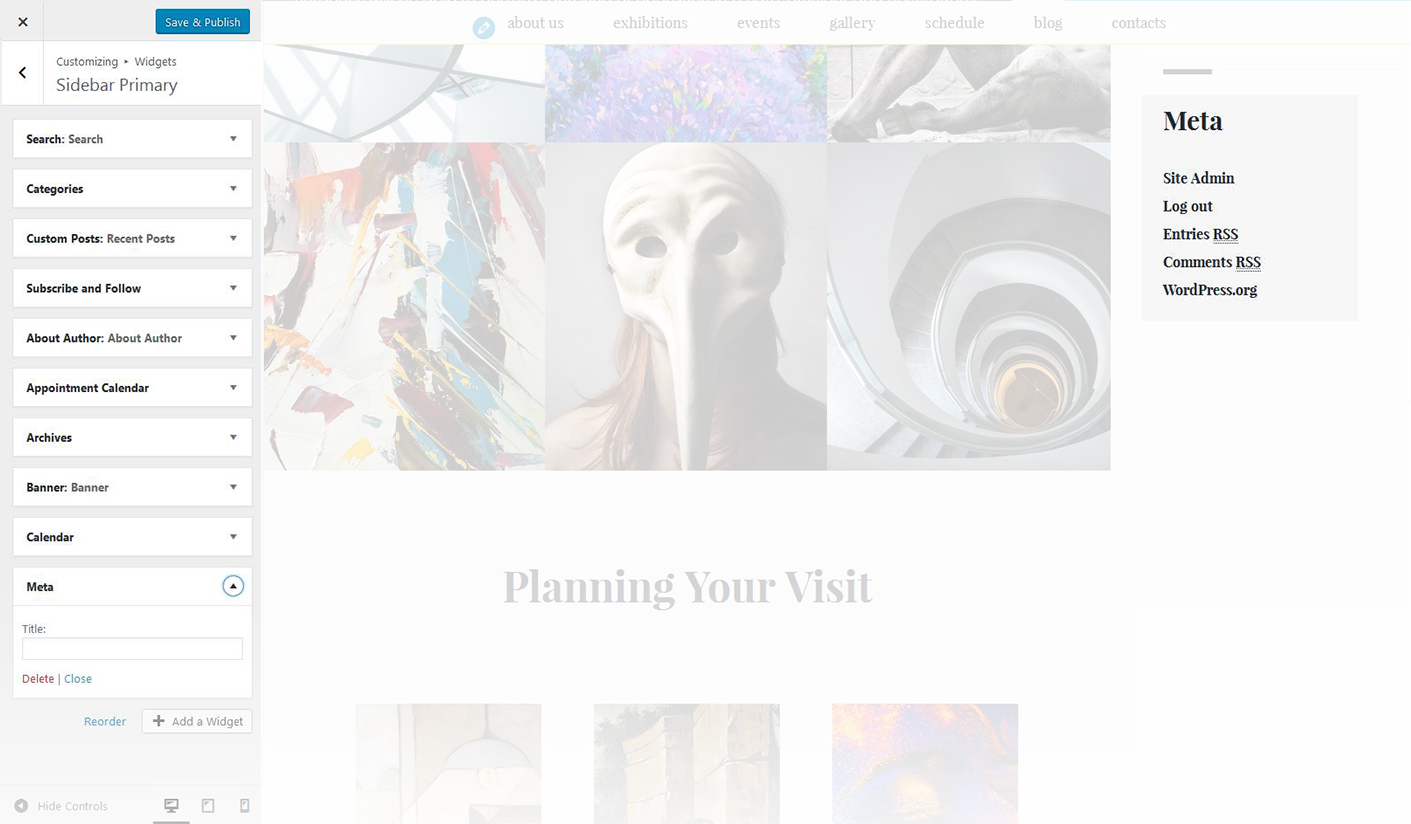 Save & Publish
Customizing ▸ Widgets
Sidebar Primary
Search: Search
Categories
Custom Posts: Recent Posts
Subscribe and Follow
About Author: About Author
Appointment Calendar
Archives
Banner: Banner
Calendar
Meta
Title:
Delete | Close
Reorder
Add a Widget
Hide Controls
about us exhibitions events gallery schedule blog contacts
Planning Your Visit
Meta
Site Admin
Log out
Entries RSS
Comments RSS
WordPress.org